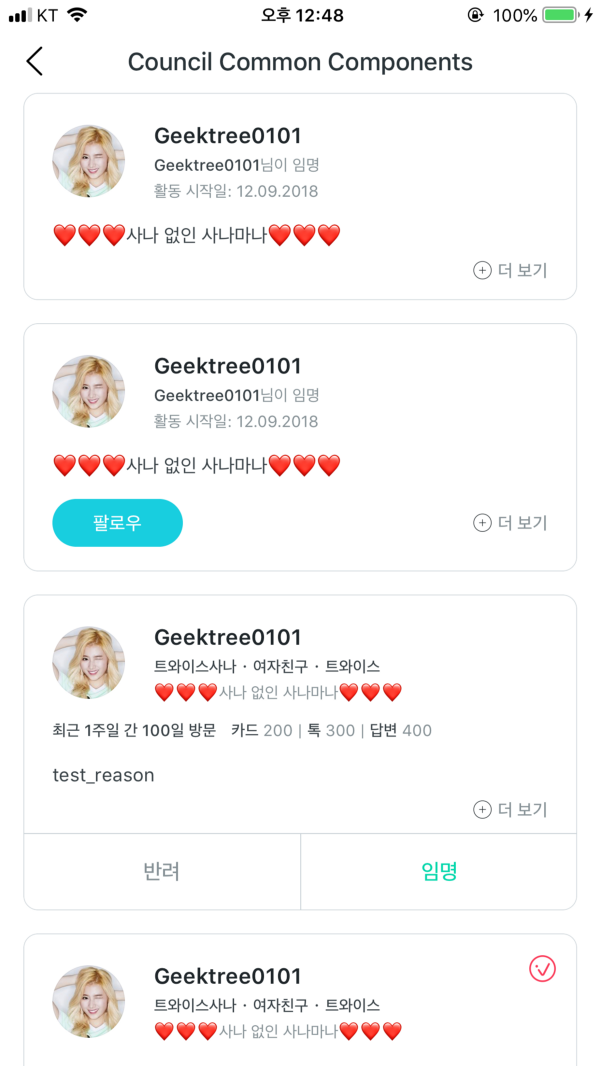 KT 오후 12:48 100%
Council Common Components
Geektree0101
Geektree0101님이 임명
활동 시작일: 12.09.2018
❤️❤️❤️사나 없인 사나마나❤️❤️❤️
더 보기
Geektree0101
Geektree0101님이 임명
활동 시작일: 12.09.2018
❤️❤️❤️사나 없인 사나마나❤️❤️❤️
팔로우 더 보기
Geektree0101
트와이스사나 · 여자친구 · 트와이스
❤️❤️❤️사나 없인 사나마나❤️❤️❤️
최근 1주일 간 100일 방문 카드 200 | 톡 300 | 답변 400
test_reason
더 보기
반려 임명
Geektree0101
트와이스사나 · 여자친구 · 트와이스
❤️❤️❤️사나 없인 사나마나❤️❤️❤️